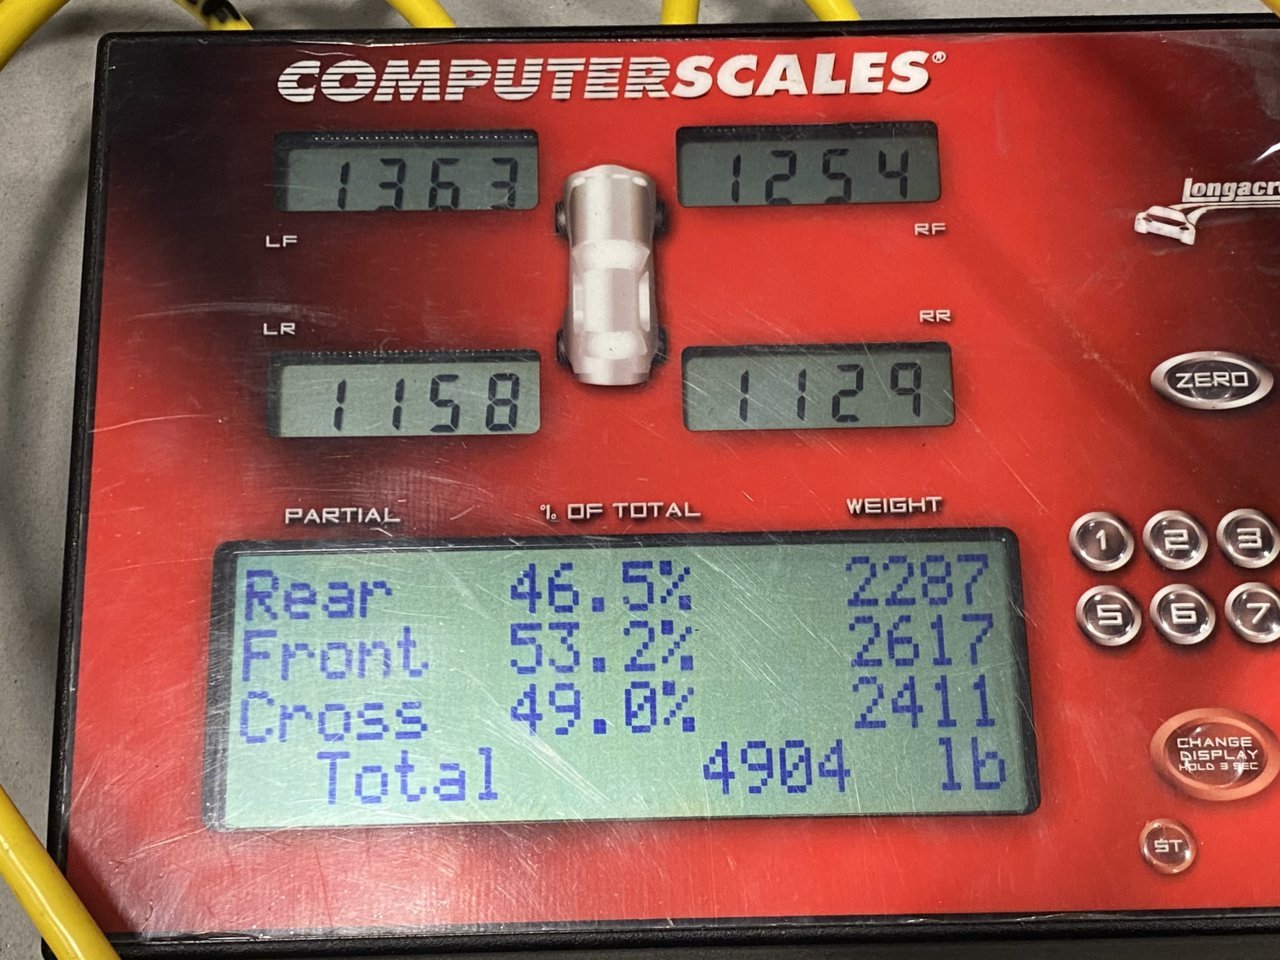 COMPUTERSCALES®
1363 1254
LF RF
LR RR
1158 1129
ZERO
PARTIAL % OF TOTAL WEIGHT
Rear 46.5% 2287
Front 53.2% 2617
Cross 49.0% 2411
Total 4904 lb
1 2 3
5 6 7
CHANGE
DISPLAY
HOLD 3 SEC
ST